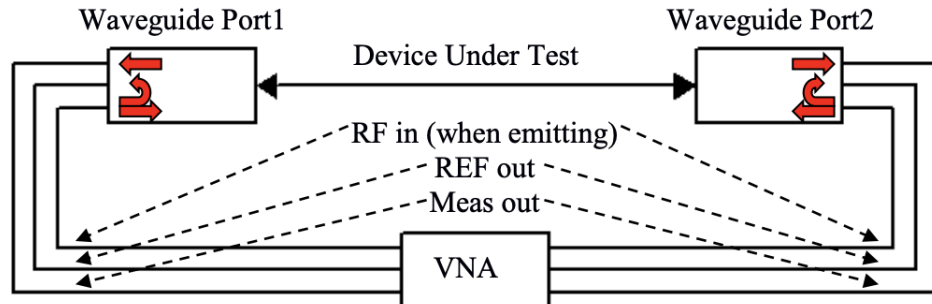 Waveguide Port1
Waveguide Port2
Device Under Test
RF in (when emitting)
REF out
Meas out
VNA